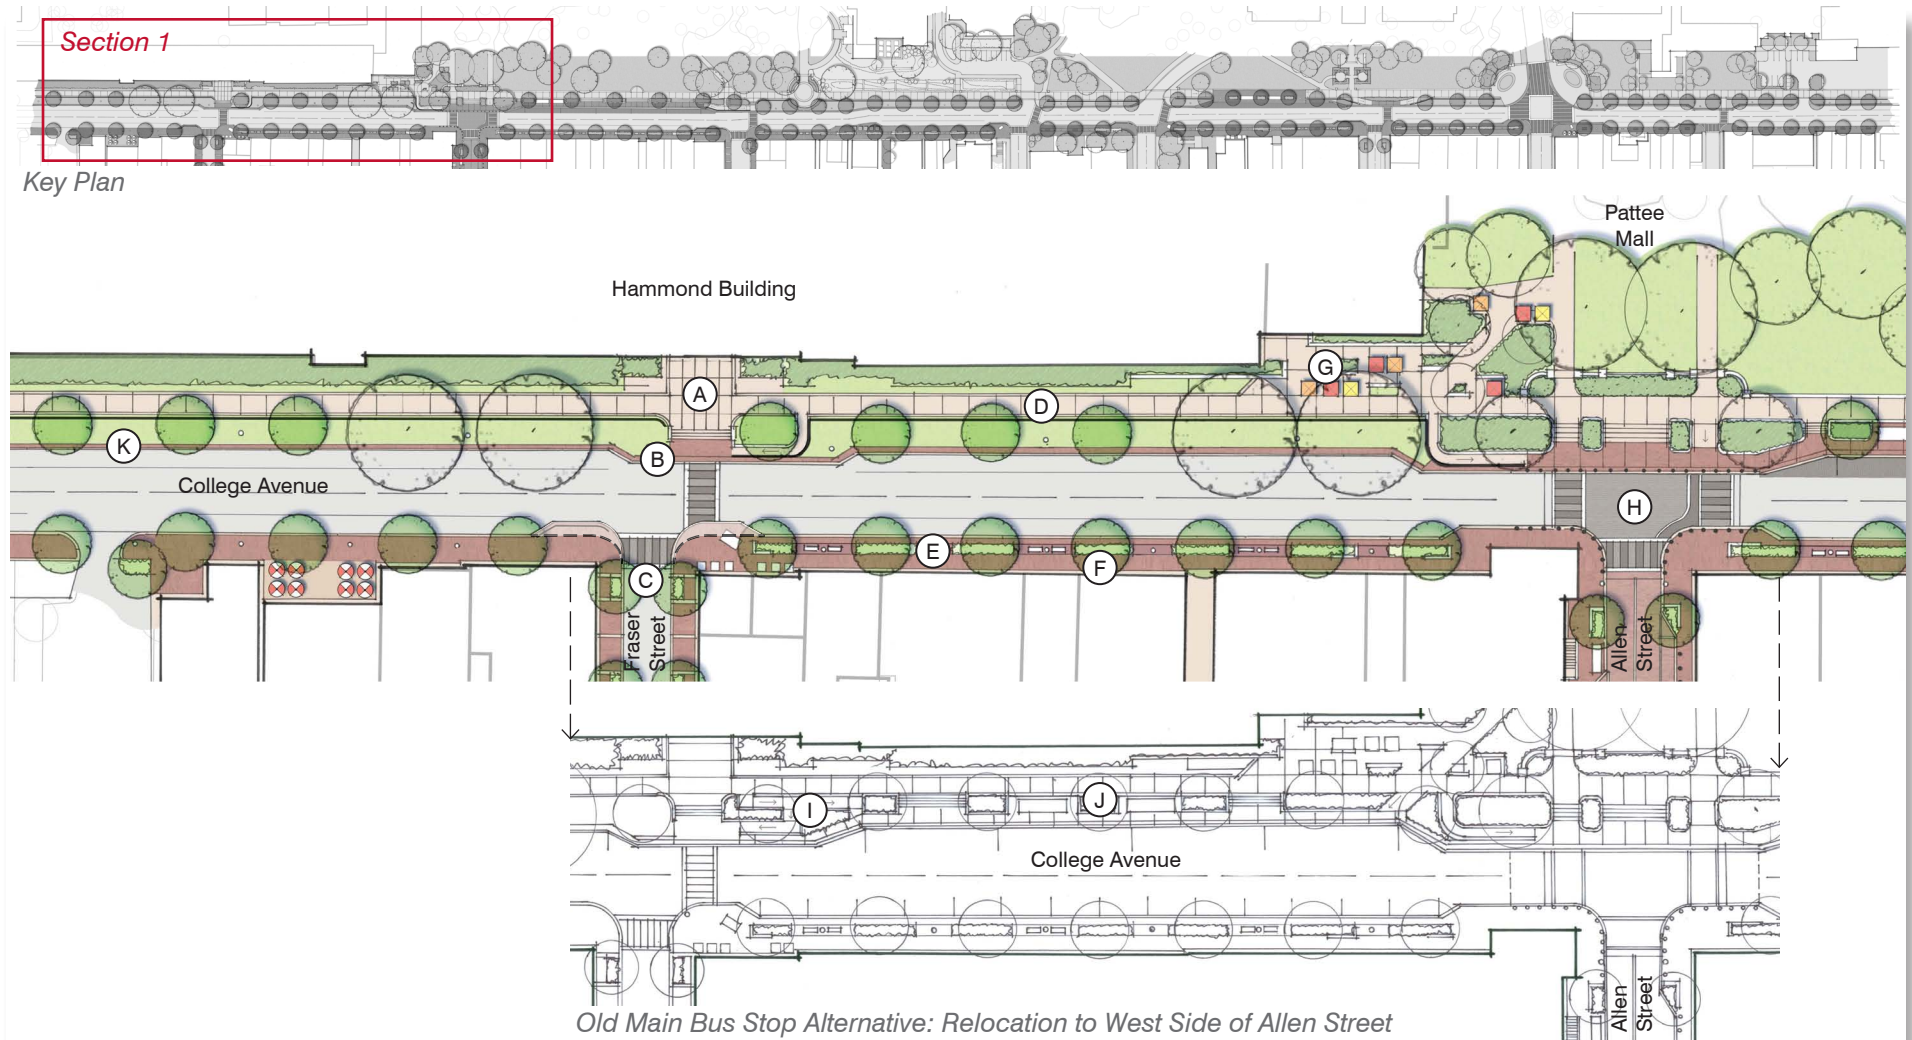 Section 1
Key Plan
Pattee
Mall
Hammond Building
G
A
D
K
B
College Avenue
H
E
F
C
Fraser
Street
Allen
Street
J
I
College Avenue
Allen
Street
Old Main Bus Stop Alternative: Relocation to West Side of Allen Street